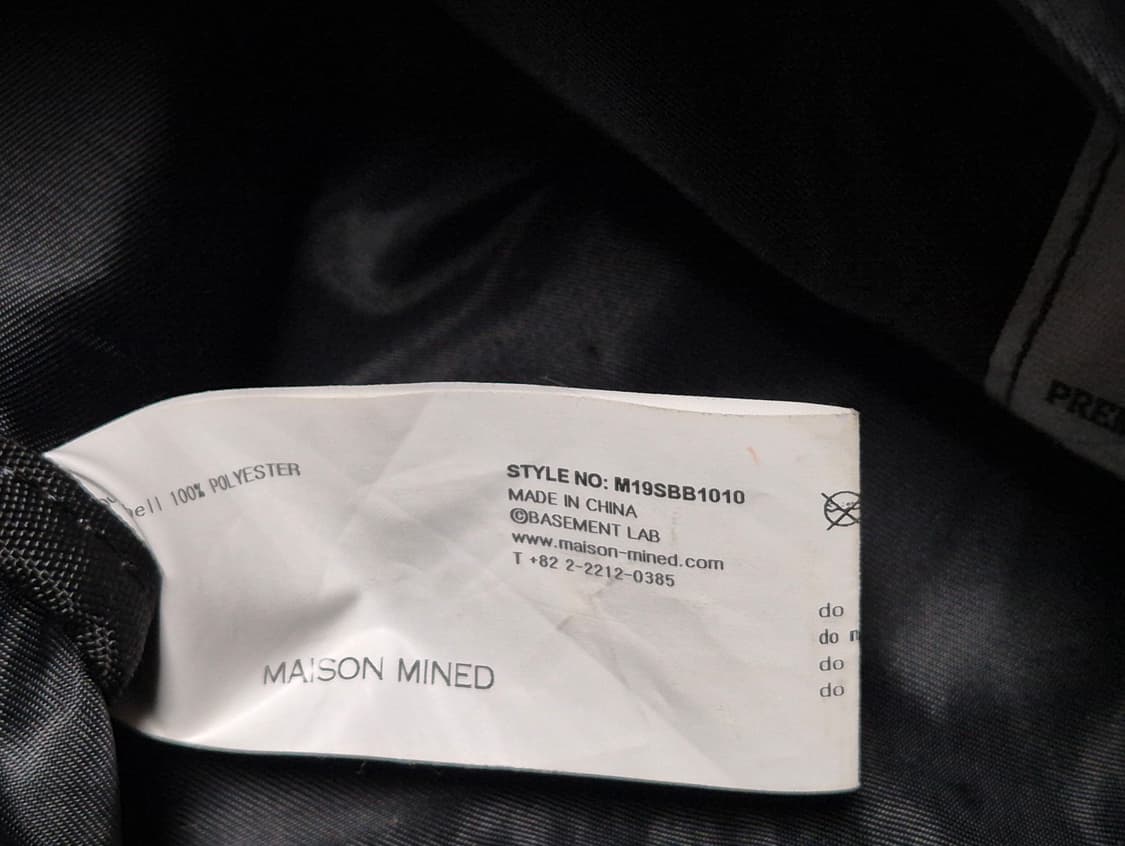 100% POLYESTER
STYLE NO: M19SBB1010
MADE IN CHINA
©BASEMENT LAB
www.maison-mined.com
T +82 2-2212-0385
do
do
do
do
MAISON MINED